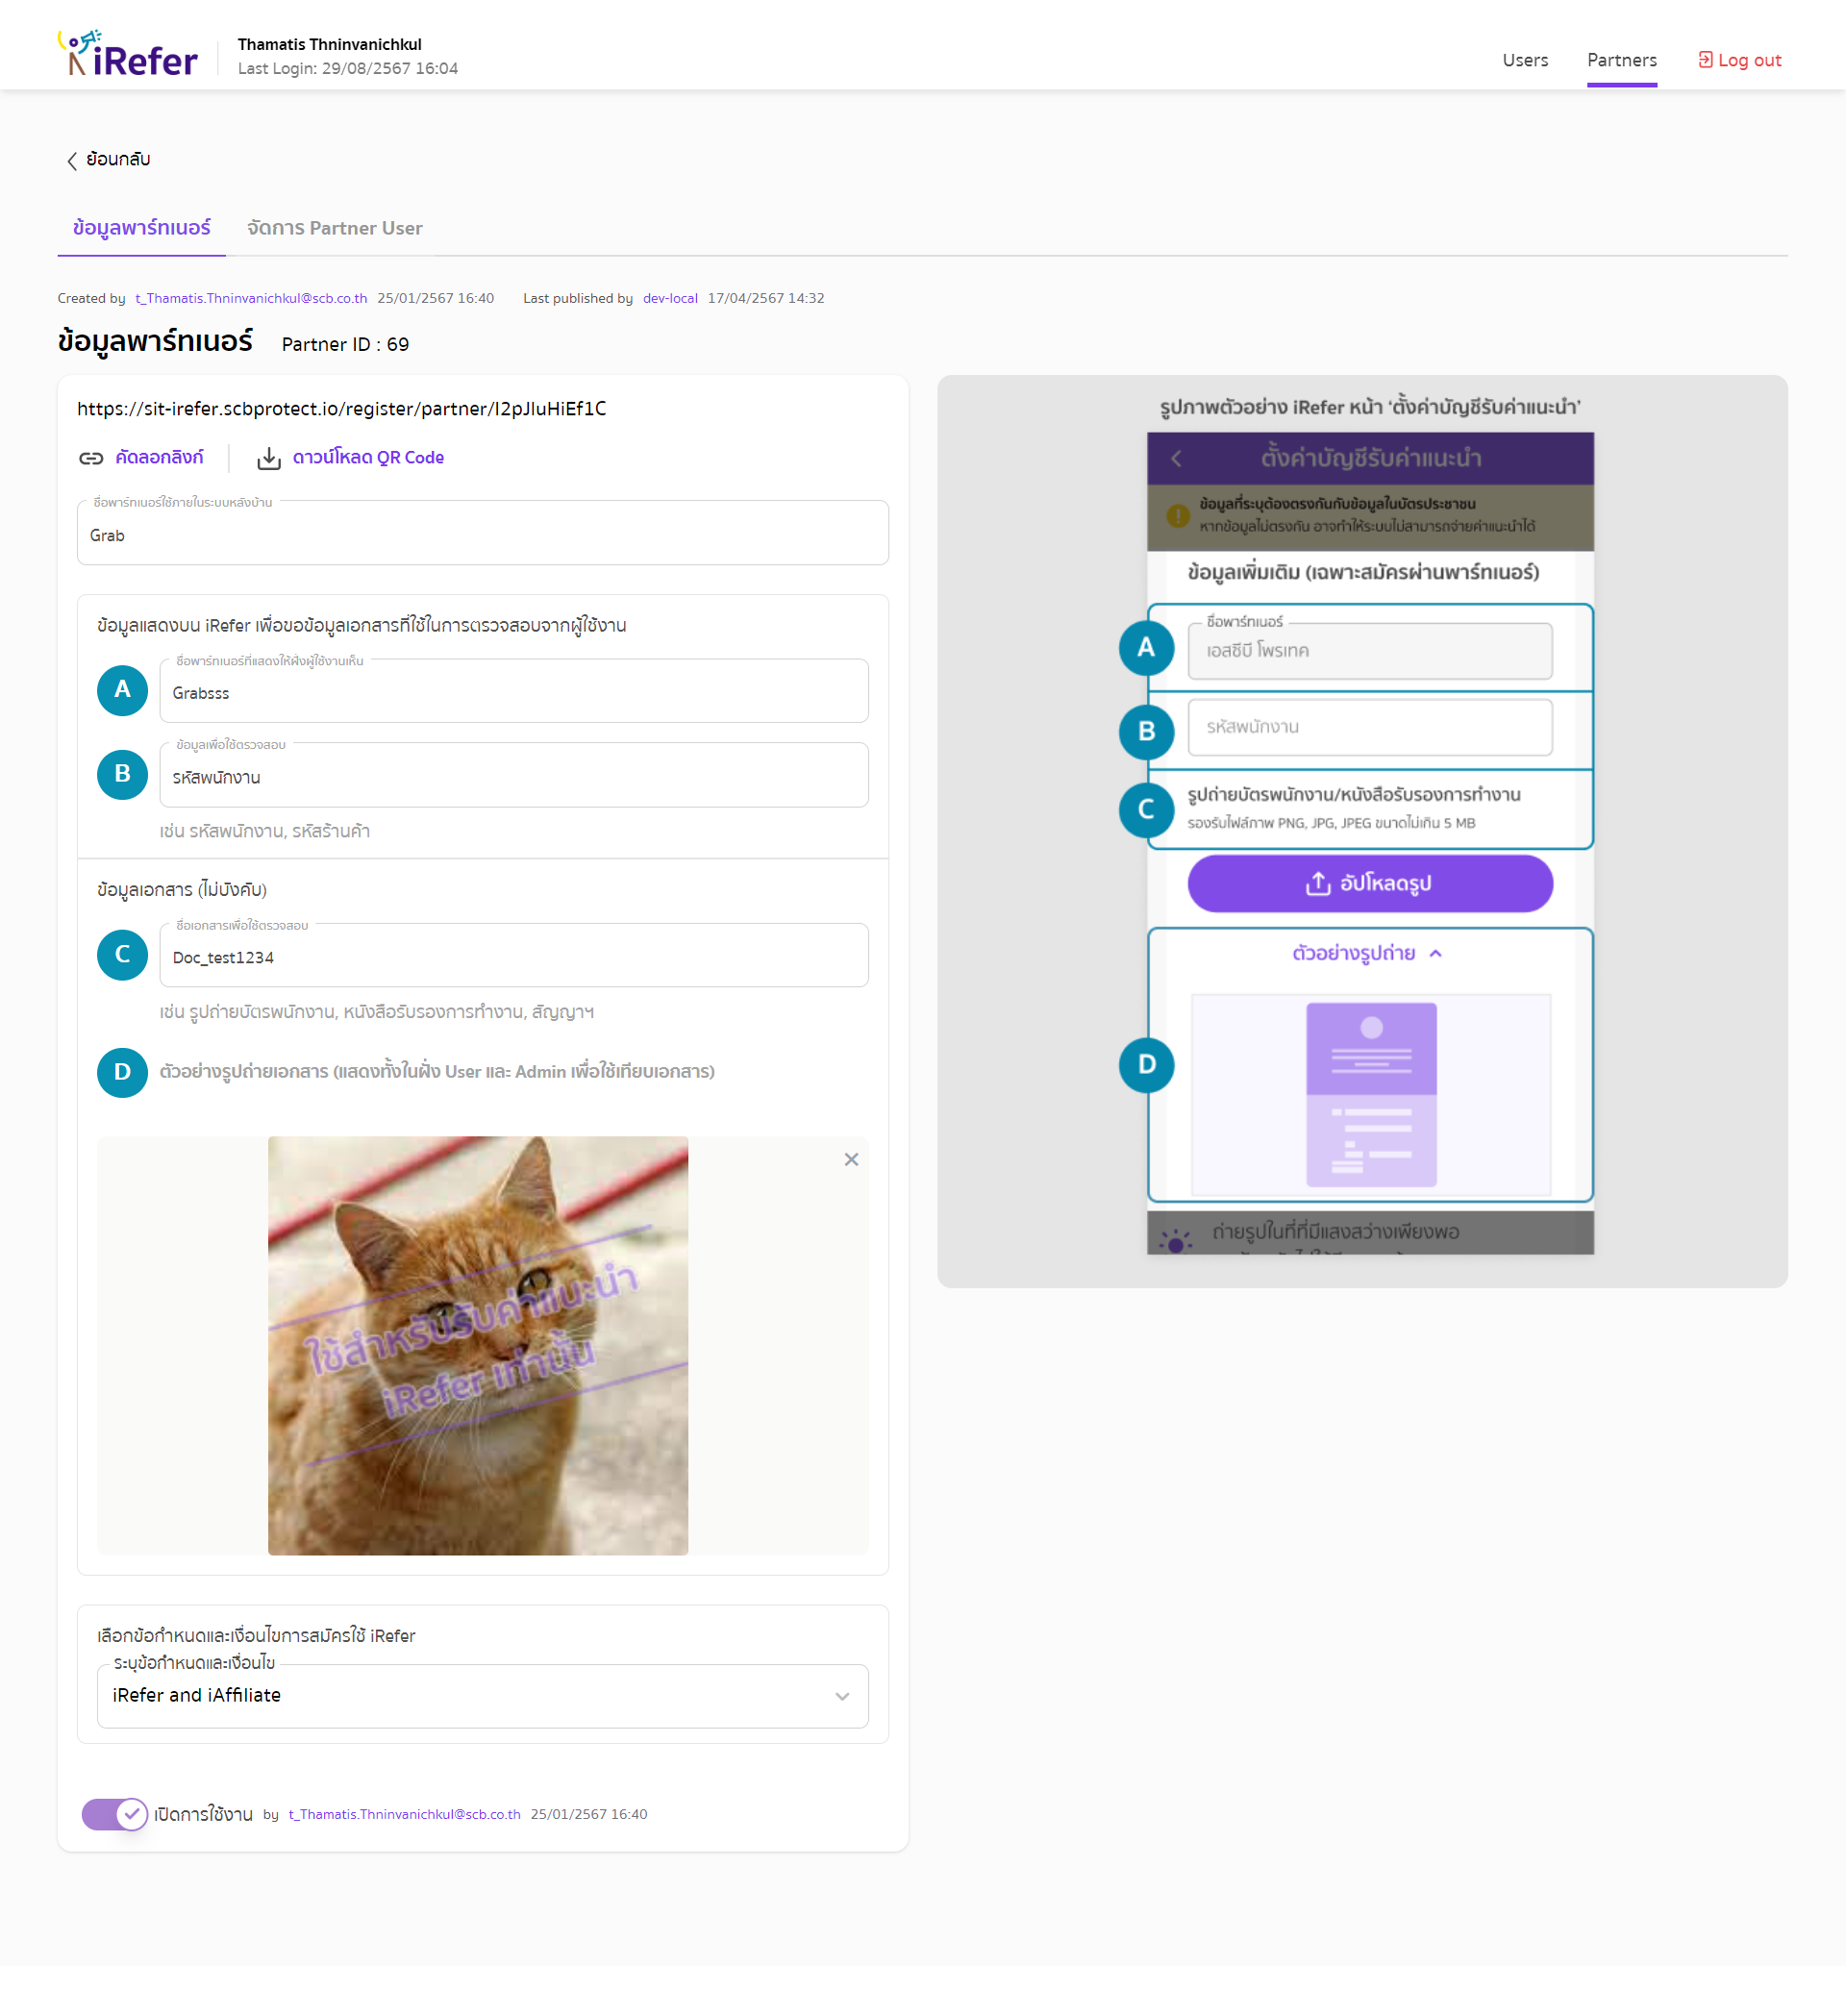 iRefer
Thamatis Thninvanichkul
Last Login: 29/08/2567 16:04
Users
Partners
Log out
ย้อนกลับ
ข้อมูลพาร์ทเนอร์
จัดการ Partner User
Created by t_Thamatis.Thninvanichkul@scb.co.th 25/01/2567 16:40 Last published by dev-local 17/04/2567 14:32
ข้อมูลพาร์ทเนอร์ Partner ID : 69
https://sit-irefer.scbprotect.io/register/partner/l2pJluHiEf1C
คัดลอกลิงก์
ดาวน์โหลด QR Code
ชื่อพาร์ทเนอร์ใช้ภายในระบบหลังบ้าน
Grab
ข้อมูลแสดงบน iRefer เพื่อขอข้อมูลเอกสารที่ใช้ในการตรวจสอบจากผู้ใช้งาน
A
ชื่อพาร์ทเนอร์ที่แสดงให้ฝั่งผู้ใช้งานเห็น
Grabsss
B
ข้อมูลเพื่อใช้ตรวจสอบ
รหัสพนักงาน
เช่น รหัสพนักงาน, รหัสร้านค้า
ข้อมูลเอกสาร (ไม่บังคับ)
C
ชื่อเอกสารเพื่อใช้ตรวจสอบ
Doc_test1234
เช่น รูปถ่ายบัตรพนักงาน, หนังสือรับรองการทำงาน, สัญญาฯ
D
ตัวอย่างรูปถ่ายเอกสาร (แสดงทั้งในฝั่ง User และ Admin เพื่อใช้เทียบเอกสาร)
ใช้สำหรับรับค่าแนะนำ
iRefer เท่านั้น
เลือกข้อกำหนดและเงื่อนไขการสมัครใช้ iRefer
ระบุข้อกำหนดและเงื่อนไข
iRefer and iAffiliate
เปิดการใช้งาน by t_Thamatis.Thninvanichkul@scb.co.th 25/01/2567 16:40
รูปภาพตัวอย่าง iRefer หน้า ‘ตั้งค่าบัญชีรับค่าแนะนำ’
ตั้งค่าบัญชีรับค่าแนะนำ
ข้อมูลที่ระบุต้องตรงกันกับข้อมูลในบัตรประชาชน
หากข้อมูลไม่ตรงกัน อาจทำให้ระบบไม่สามารถจ่ายค่าแนะนำได้
ข้อมูลเพิ่มเติม (เฉพาะสมัครผ่านพาร์ทเนอร์)
A
ชื่อพาร์ทเนอร์
เอสซีบี โพรเทค
B
รหัสพนักงาน
C
รูปถ่ายบัตรพนักงาน/หนังสือรับรองการทำงาน
รองรับไฟล์ภาพ PNG, JPG, JPEG ขนาดไม่เกิน 5 MB
อัปโหลดรูป
ตัวอย่างรูปถ่าย
D
ถ่ายรูปในที่ที่มีแสงสว่างเพียงพอ